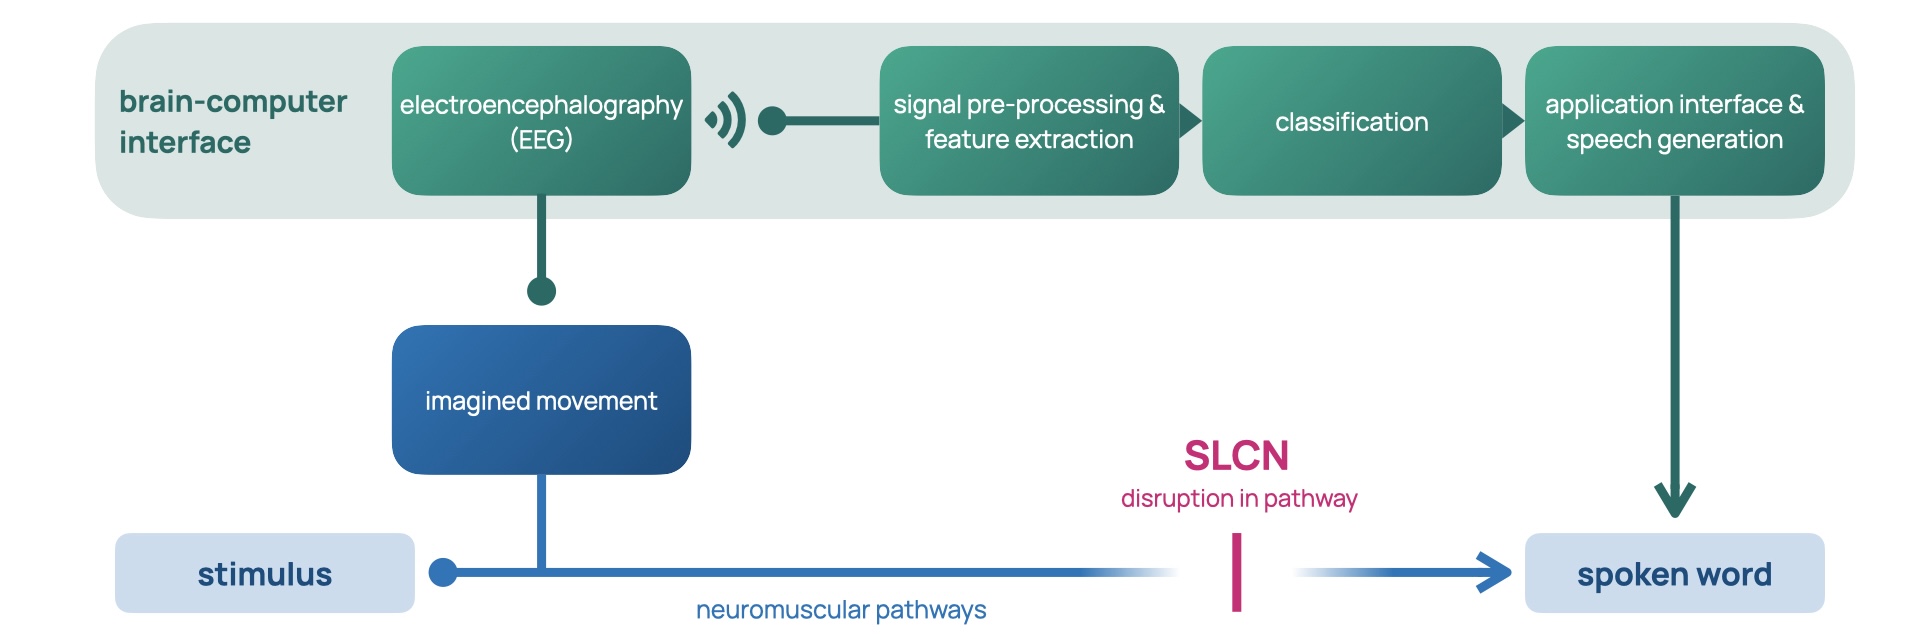 brain-computer
interface
electroencephalography
(EEG)
signal pre-processing &
feature extraction
classification
application interface &
speech generation
imagined movement
SLCN
disruption in pathway
stimulus
spoken word
neuromuscular pathways